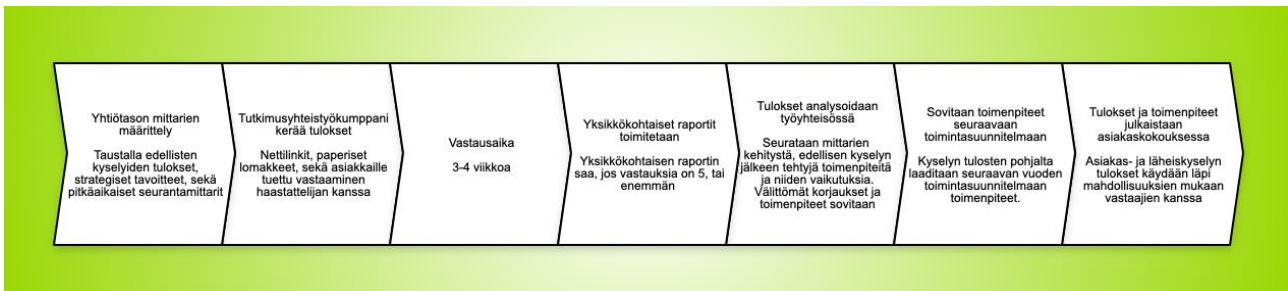 Yhtiötason mittarien
määrittely
Taustalla edellisten
kyselyiden tulokset,
strategiset tavoitteet, sekä
pitkäaikaiset seurantamittarit
Tutkimusyhteistyökumppani
kerää tulokset
Nettilinkit, paperiset
lomakkeet, sekä asiakkaille
tuettu vastaaminen
haastattelijan kanssa
Vastausaika
3-4 viikkoa
Yksikkökohtaiset raportit
toimitetaan
Yksikkökohtaisen raportin
saa, jos vastauksia on 5, tai
enemmän
Tulokset analysoidaan
työyhteisössä
Seurataan mittarien
kehitystä, edellisen kyselyn
jälkeen tehtyjä toimenpiteitä
ja niiden vaikutuksia.
Välittömät korjaukset ja
toimenpiteet sovitaan
Sovitaan toimenpiteet
seuraavaan
toimintasuunnitelmaan
Kyselyn tulosten pohjalta
laaditaan seuraavan vuoden
toimintasuunnitelmaan
toimenpiteet.
Tulokset ja toimenpiteet
julkaistaan
asiakaskokouksessa
Asiakas- ja läheiskyselyn
tulokset käydään läpi
mahdollisuuksien mukaan
vastaajien kanssa